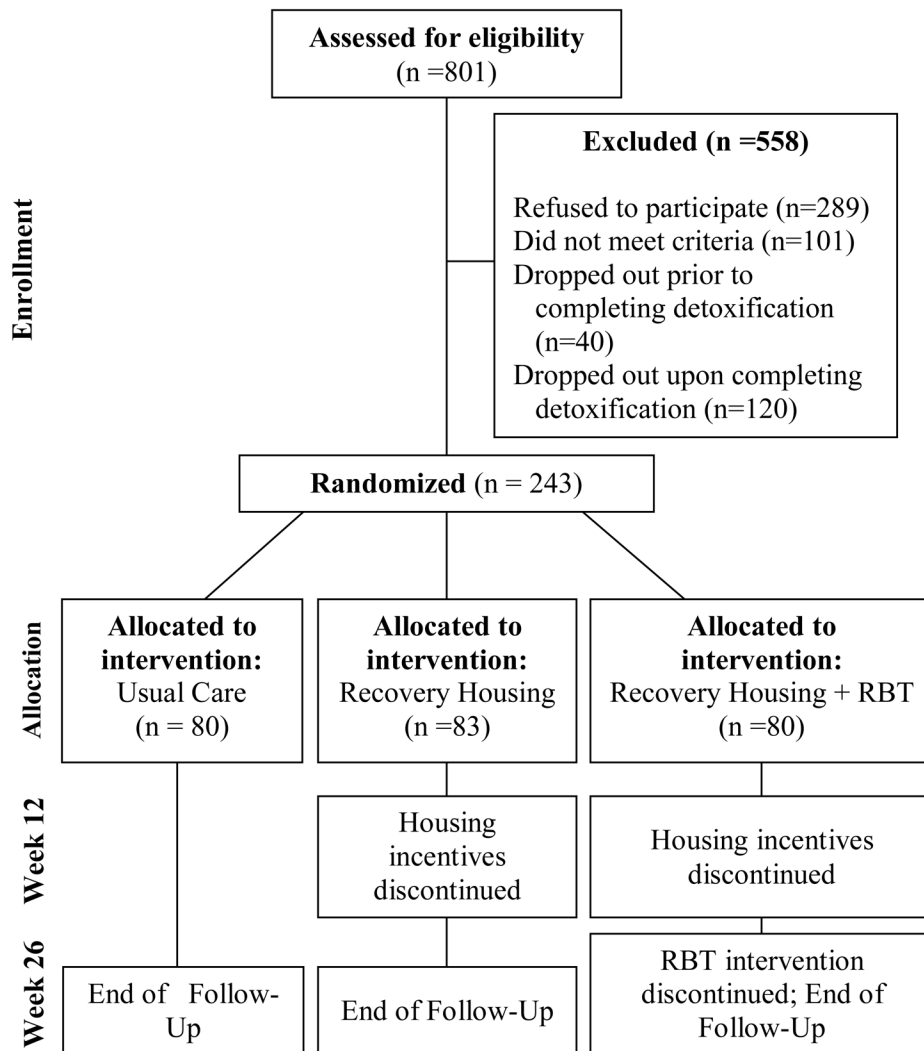 Assessed for eligibility
(n =801)
Enrollment
Excluded (n =558)
Refused to participate (n=289)
Did not meet criteria (n=101)
Dropped out prior to
completing detoxification
(n=40)
Dropped out upon completing
detoxification (n=120)
Randomized (n = 243)
Allocation
Allocated to
intervention:
Usual Care
(n = 80)
Allocated to
intervention:
Recovery Housing
(n =83)
Allocated to
intervention:
Recovery Housing + RBT
(n =80)
Week 12
Housing
incentives
discontinued
Housing incentives
discontinued
Week 26
End of Follow-
Up
End of Follow-Up
RBT intervention
discontinued; End of
Follow-Up